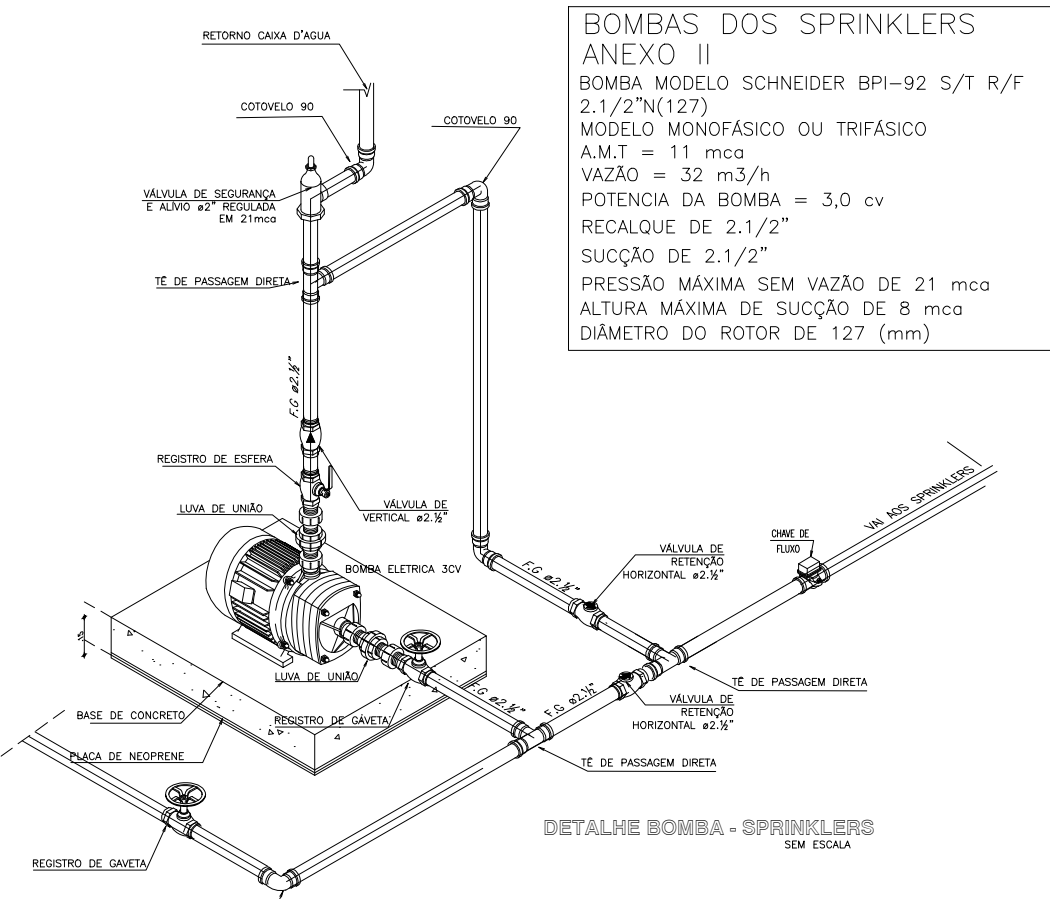 BOMBAS DOS SPRINKLERS
ANEXO II
BOMBA MODELO SCHNEIDER BPI-92 S/T R/F
2.1/2"N(127)
MODELO MONOFÁSICO OU TRIFÁSICO
A.M.T = 11 mca
VAZÃO = 32 m3/h
POTENCIA DA BOMBA = 3,0 cv
RECALQUE DE 2.1/2"
SUCÇÃO DE 2.1/2"
PRESSÃO MÁXIMA SEM VAZÃO DE 21 mca
ALTURA MÁXIMA DE SUCÇÃO DE 8 mca
DIÂMETRO DO ROTOR DE 127 (mm)
RETORNO CAIXA D'AGUA
COTOVELO 90
COTOVELO 90
VÁLVULA DE SEGURANÇA
E ALÍVIO ø2" REGULADA
EM 21mca
TÊ DE PASSAGEM DIRETA
F.G ø2.½"
REGISTRO DE ESFERA
LUVA DE UNIÃO
VÁLVULA DE
VERTICAL ø2.½"
BOMBA ELETRICA 3CV
VAI AOS SPRINKLERS
CHAVE DE
FLUXO
VÁLVULA DE
RETENÇÃO
HORIZONTAL ø2.½"
F.G ø2.½"
15
LUVA DE UNIÃO
F.G ø2.½"
F.G ø2.½"
TÊ DE PASSAGEM DIRETA
VÁLVULA DE
RETENÇÃO
HORIZONTAL ø2.½"
BASE DE CONCRETO
REGISTRO DE GAVETA
PLACA DE NEOPRENE
TÊ DE PASSAGEM DIRETA
DETALHE BOMBA - SPRINKLERS
SEM ESCALA
REGISTRO DE GAVETA